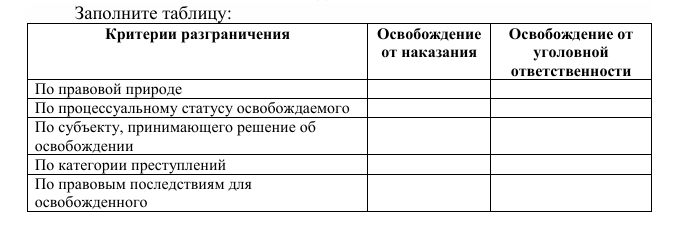 Заполните таблицу:
Критерии разграничения
Освобождение
от наказания
Освобождение от
уголовной
ответственности
По правовой природе
По процессуальному статусу освобождаемого
По субъекту, принимающего решение об
освобождении
По категории преступлений
По правовым последствиям для
освобожденного